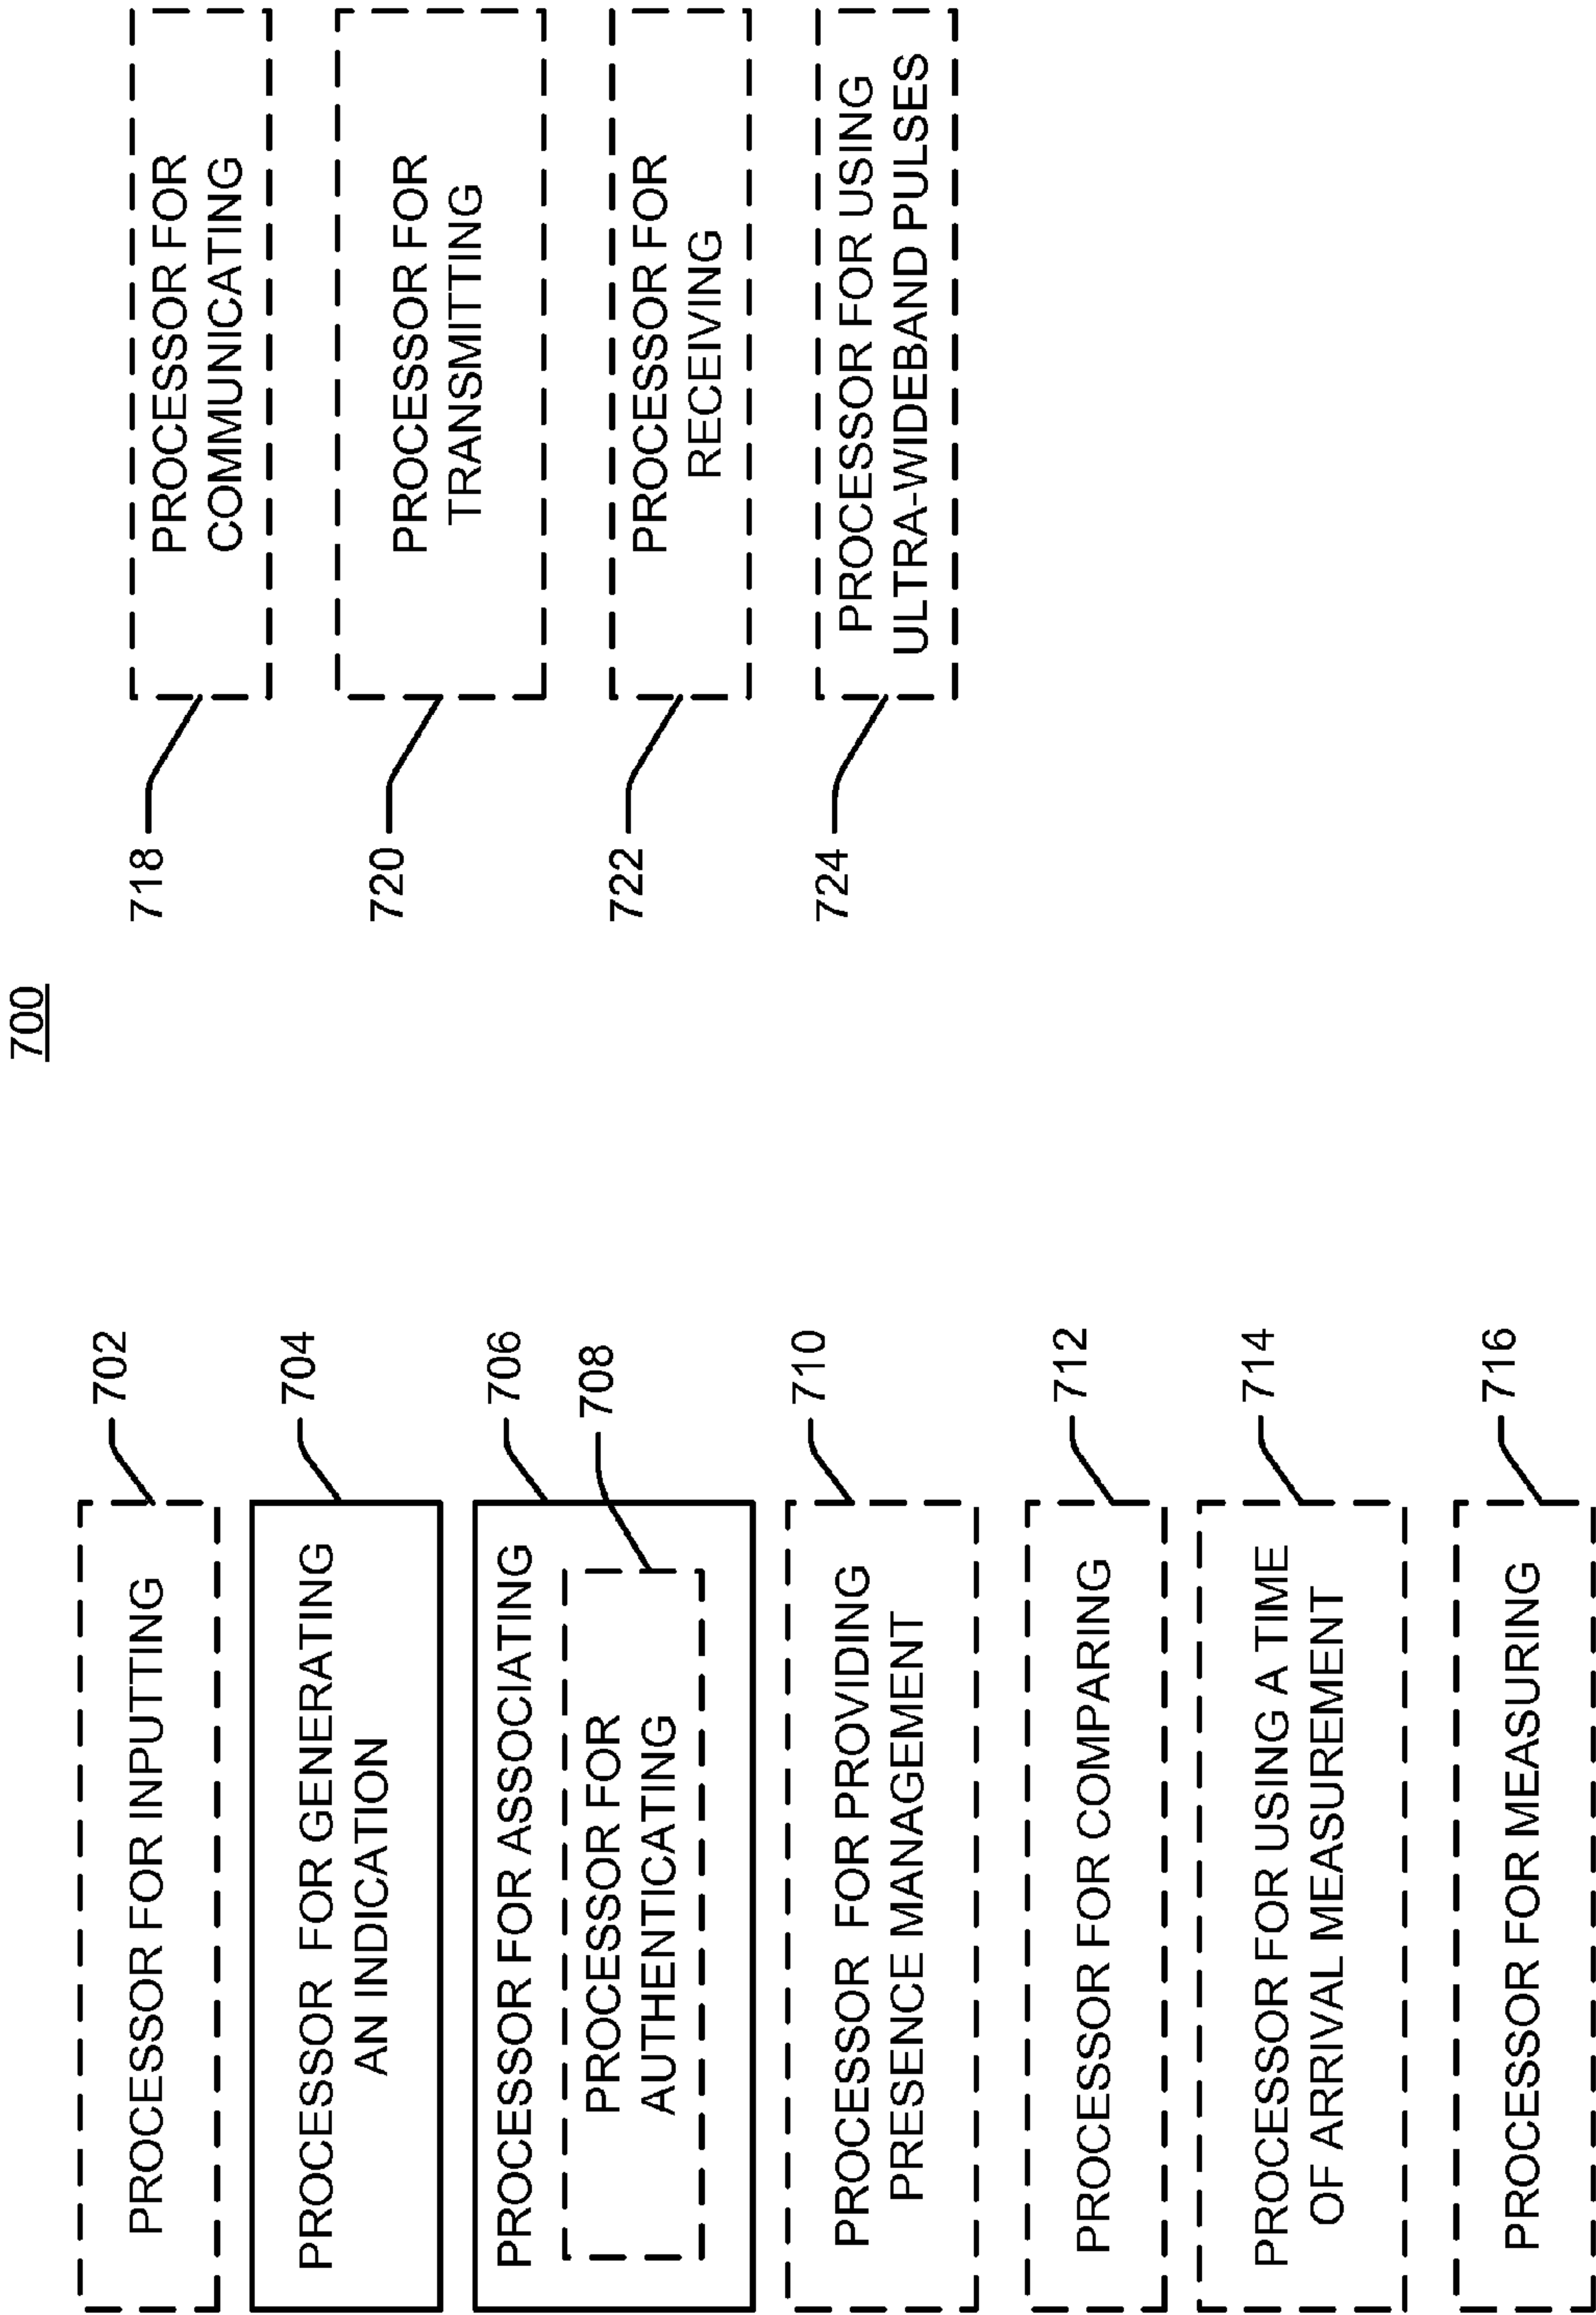 700
PROCESSOR FOR INPUTTING
702
PROCESSOR FOR GENERATING
AN INDICATION
704
PROCESSOR FOR ASSOCIATING
706
PROCESSOR FOR
AUTHENTICATING
708
PROCESSOR FOR PROVIDING
PRESENCE MANAGEMENT
710
PROCESSOR FOR COMPARING
712
PROCESSOR FOR USING A TIME
OF ARRIVAL MEASUREMENT
714
PROCESSOR FOR MEASURING
716
718
PROCESSOR FOR
COMMUNICATING
720
PROCESSOR FOR
TRANSMITTING
722
PROCESSOR FOR
RECEIVING
724
PROCESSOR FOR USING
ULTRA-WIDEBAND PULSES